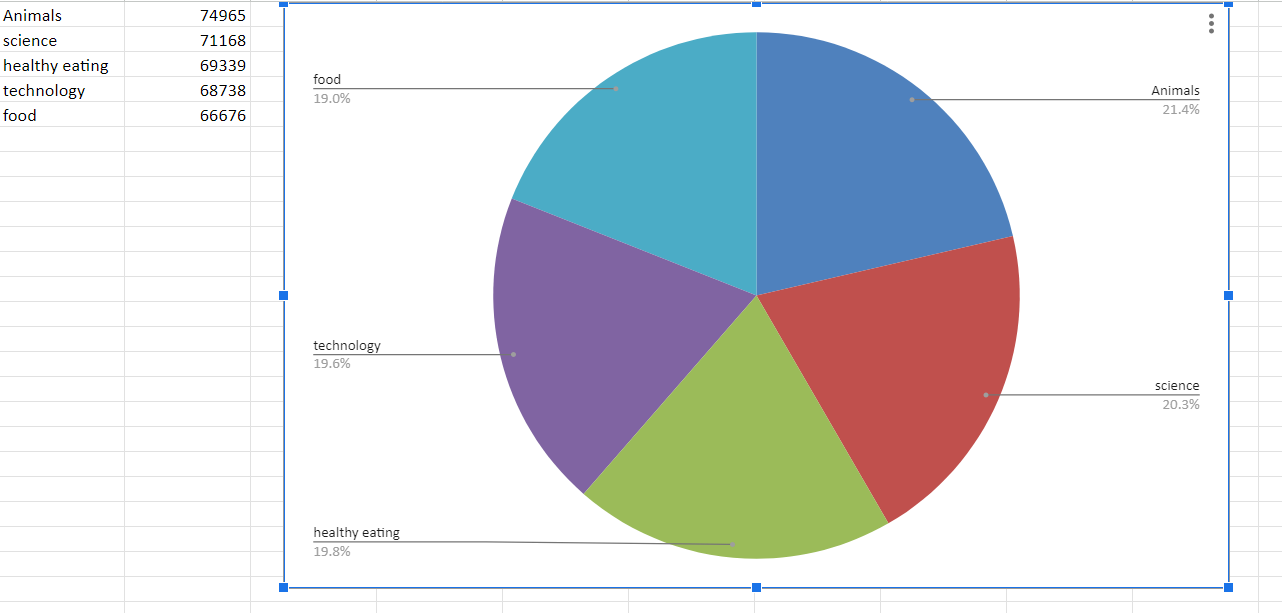 Animals 74965
science 71168
healthy eating 69339
technology 68738
food 66676
food
19.0%
Animals
21.4%
technology
19.6%
science
20.3%
healthy eating
19.8%